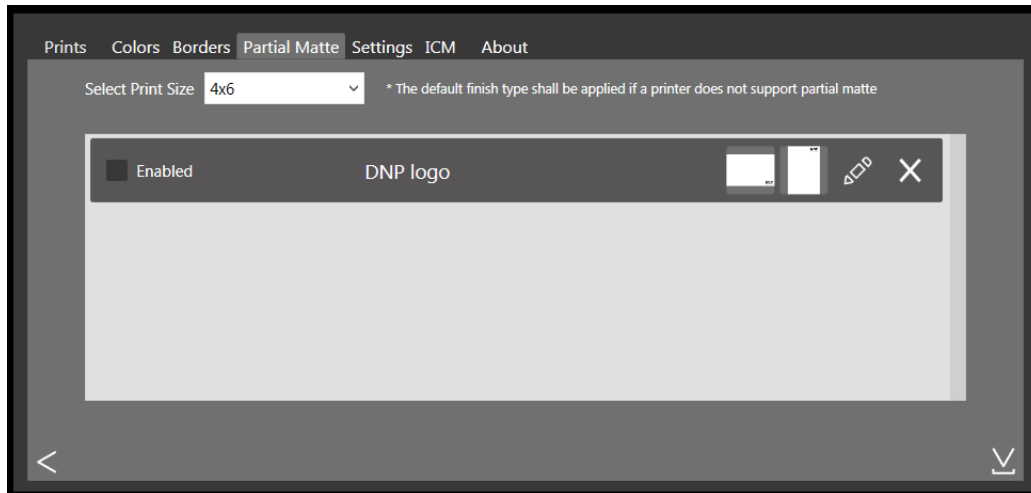 Prints Colors Borders Partial Matte Settings ICM About
Select Print Size 4x6 * The default finish type shall be applied if a printer does not support partial matte
Enabled DNP logo